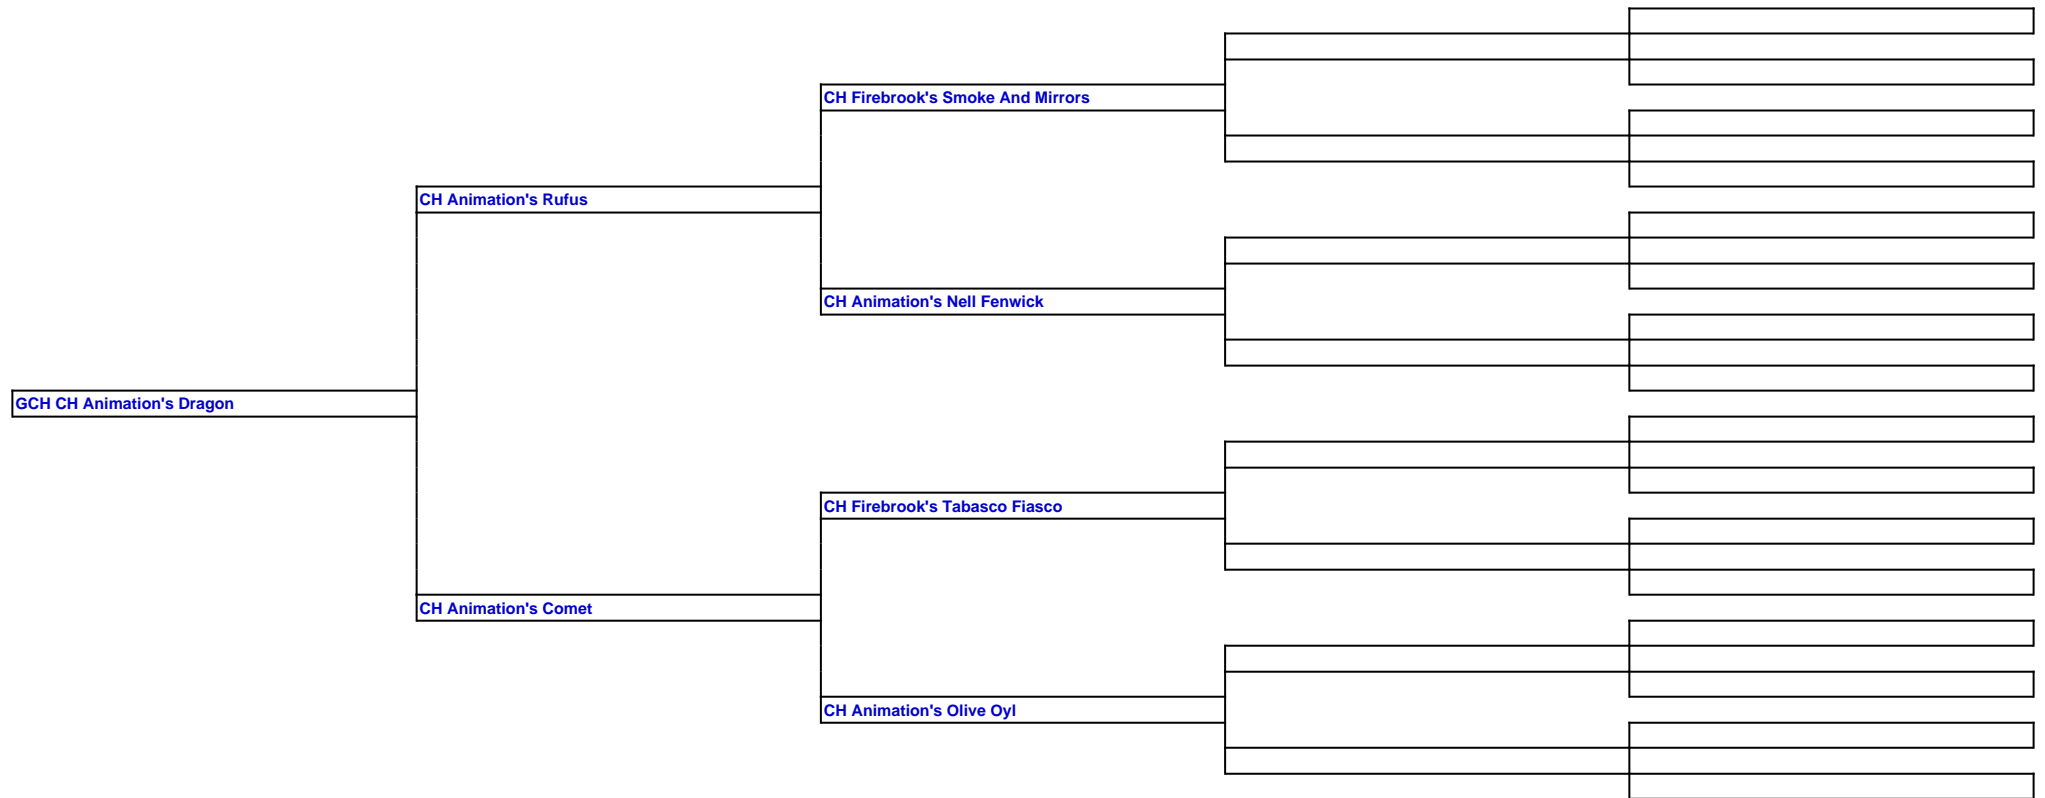 CH Firebrook's Smoke And Mirrors
CH Animation's Rufus
CH Animation's Nell Fenwick
GCH CH Animation's Dragon
CH Firebrook's Tabasco Fiasco
CH Animation's Comet
CH Animation's Olive Oyl